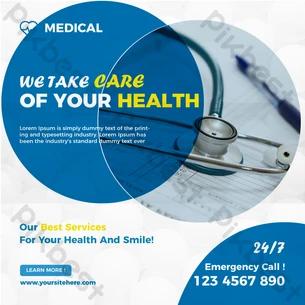 MEDICAL
WE TAKE CARE
OF YOUR HEALTH
Lorem Ipsum is simply dummy text of the print-
ing and typesetting industry. Lorem Ipsum has
been the industry's standard dummy text ever
Our Best Services
For Your Health And Smile!
LEARN MORE !
www.yoursitehere.com
24/7
Emergency Call !
123 4567 890
pikbest